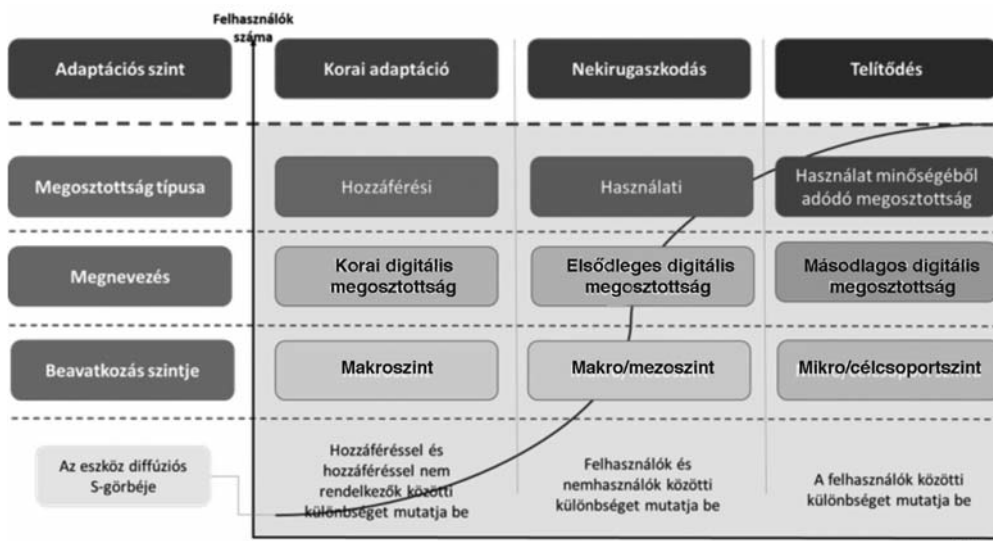 Felhasználók
száma
Adaptációs szint
Korai adaptáció
Nekirugaszkodás
Telítődés
Megosztottság típusa
Hozzáférési
Használati
Használat minőségéből
adódó megosztottság
Megnevezés
Korai digitális
megosztottság
Elsődleges digitális
megosztottság
Másodlagos digitális
megosztottság
Beavatkozás szintje
Makroszint
Makro/mezoszint
Mikro/célcsoportszint
Az eszköz diffúziós
S-görbéje
Hozzáféréssel és
hozzáféréssel nem
rendelkezők közötti
különbséget mutatja be
Felhasználók és
nemhasználók közötti
különbséget mutatja be
A felhasználók közötti
különbséget mutatja be